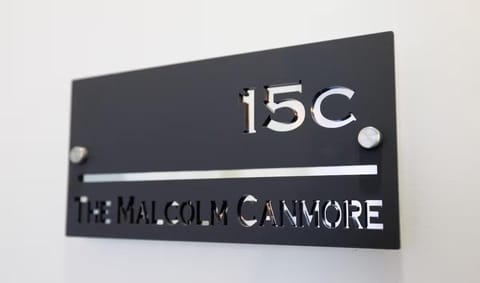 15c.
The Malcolm Canmore